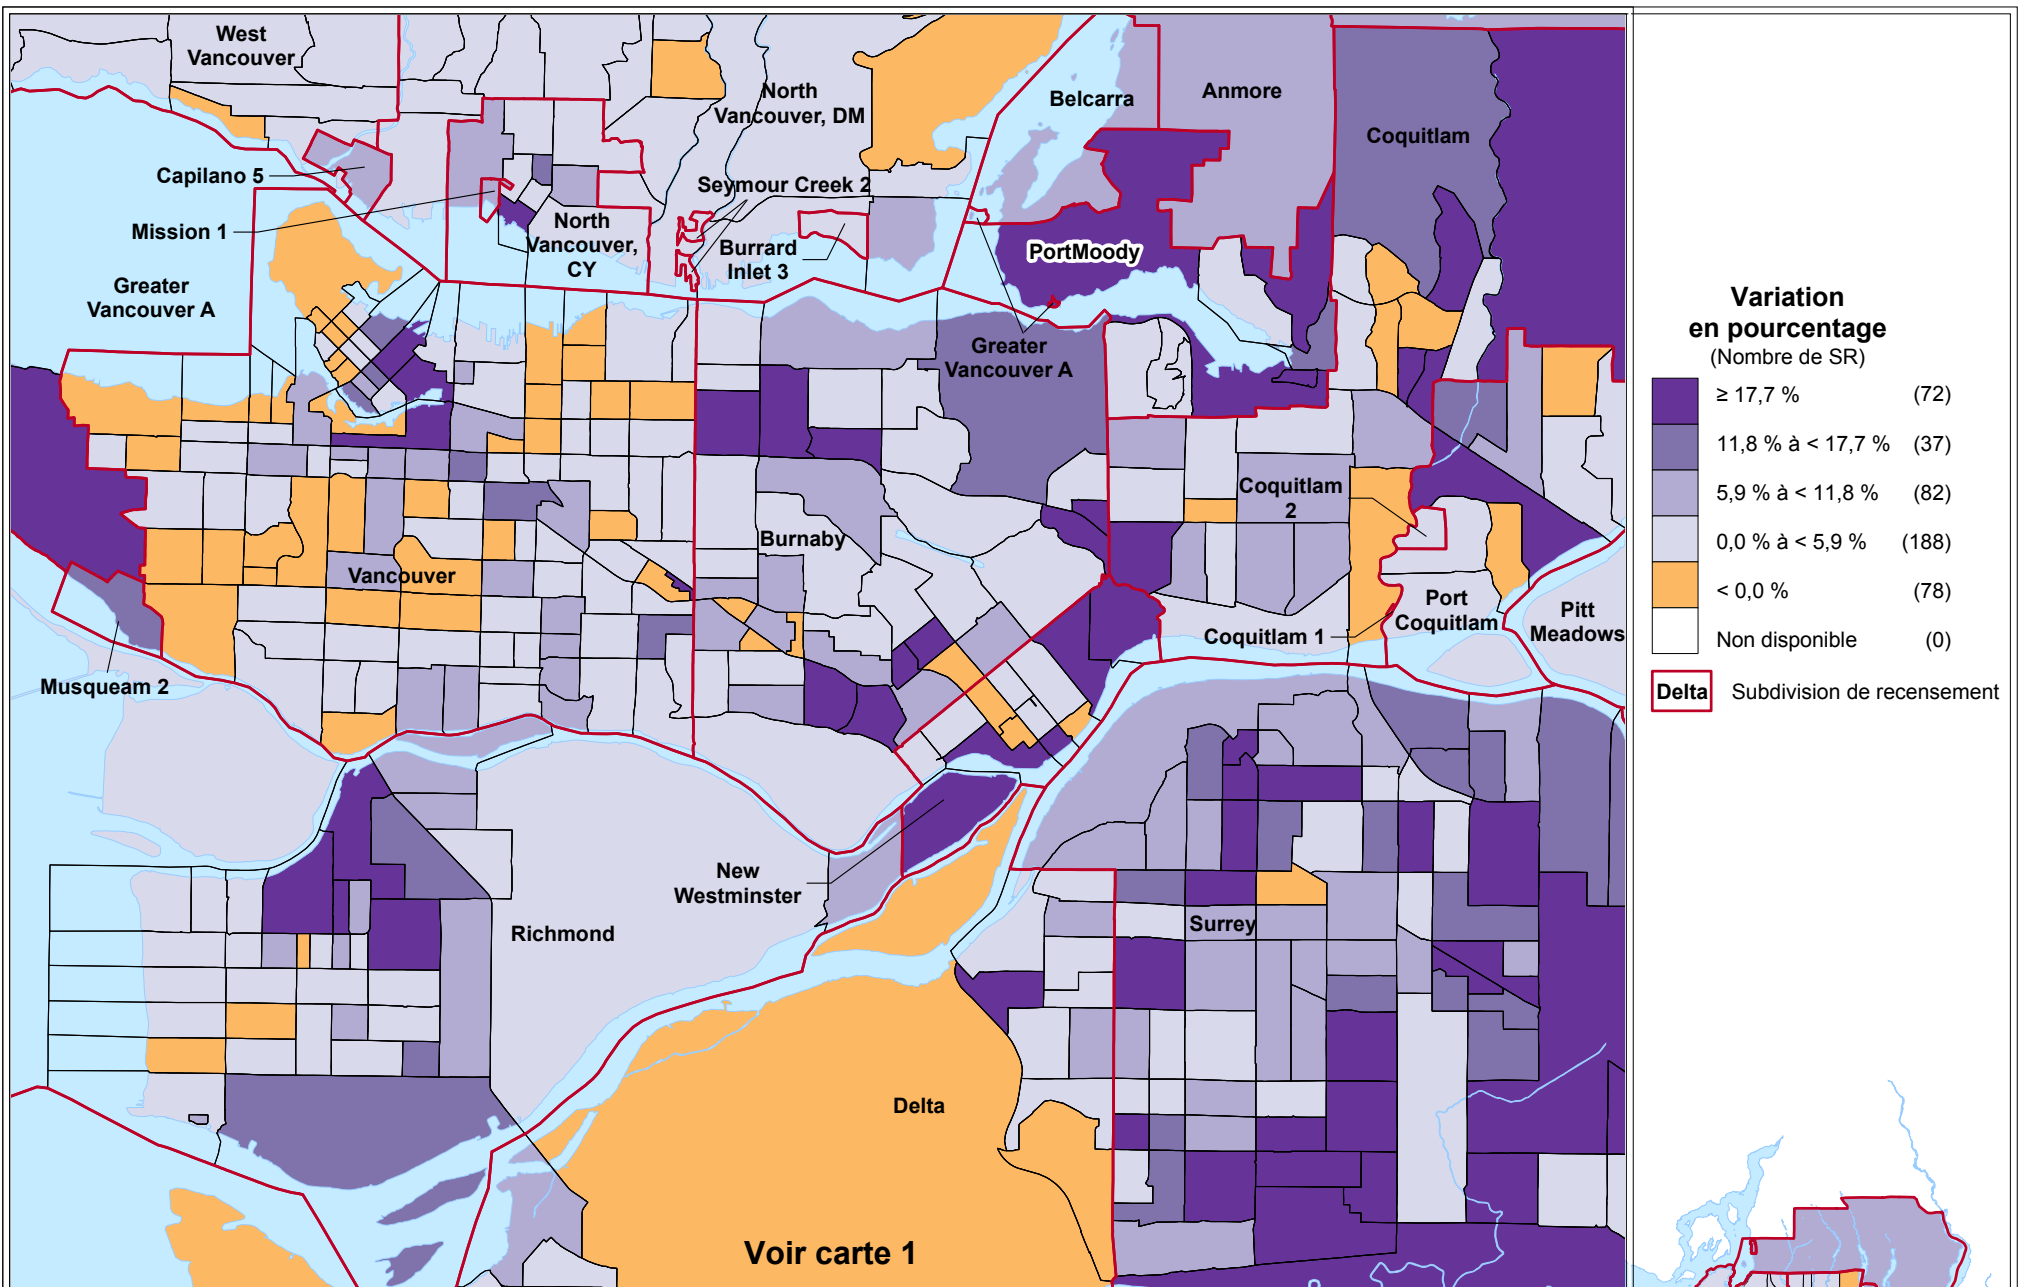 West
Vancouver
North
Vancouver, DM
Belcarra
Anmore
Coquitlam
Capilano 5
Seymour Creek 2
Mission 1
North
Vancouver,
CY
Burrard
Inlet 3
PortMoody
Greater
Vancouver A
Greater
Vancouver A
Coquitlam
2
Burnaby
Vancouver
Port
Coquitlam
Pitt
Meadows
Coquitlam 1
Musqueam 2
New
Westminster
Richmond
Surrey
Delta
Voir carte 1
Variation
en pourcentage
(Nombre de SR)
≥ 17,7 % (72)
11,8 % à < 17,7 % (37)
5,9 % à < 11,8 % (82)
0,0 % à < 5,9 % (188)
< 0,0 % (78)
Non disponible (0)
Delta Subdivision de recensement